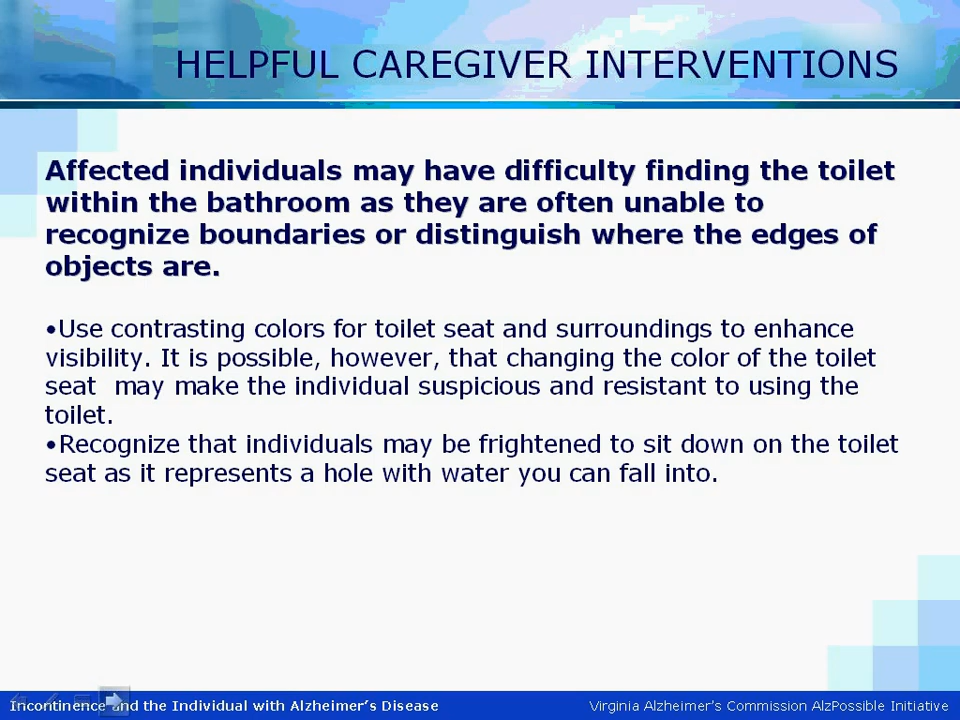 HELPFUL CAREGIVER INTERVENTIONS
Affected individuals may have difficulty finding the toilet
within the bathroom as they are often unable to
recognize boundaries or distinguish where the edges of
objects are.
•Use contrasting colors for toilet seat and surroundings to enhance
visibility. It is possible, however, that changing the color of the toilet
seat  may make the individual suspicious and resistant to using the
toilet.
•Recognize that individuals may be frightened to sit down on the toilet
seat as it represents a hole with water you can fall into.
Incontinence and the Individual with Alzheimer’s Disease
Virginia Alzheimer’s Commission AlzPossible Initiative